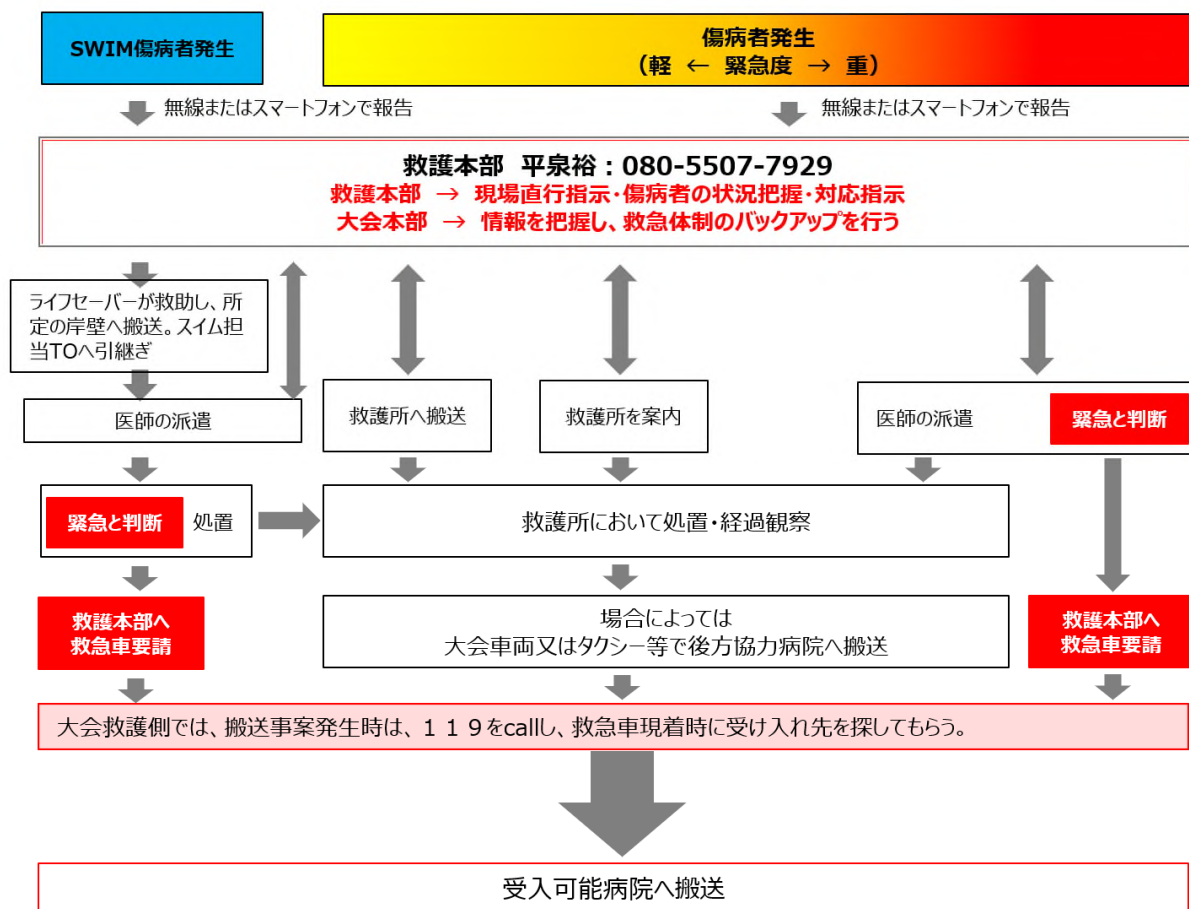 SWIM傷病者発生
傷病者発生
（軽 ← 緊急度 → 重）
無線またはスマートフォンで報告
無線またはスマートフォンで報告
救護本部 平泉裕：080-5507-7929
救護本部 → 現場直行指示・傷病者の状況把握・対応指示
大会本部 → 情報を把握し、救急体制のバックアップを行う
ライフセーバーが救助し、所
定の岸壁へ搬送。スイム担
当TOへ引継ぎ
医師の派遣
救護所へ搬送
救護所を案内
医師の派遣
緊急と判断
緊急と判断
処置
救護所において処置・経過観察
救護本部へ
救急車要請
場合によっては
大会車両又はタクシー等で後方協力病院へ搬送
救護本部へ
救急車要請
大会救護側では、搬送事案発生時は、１１９をcallし、救急車現着時に受け入れ先を探してもらう。
受入可能病院へ搬送